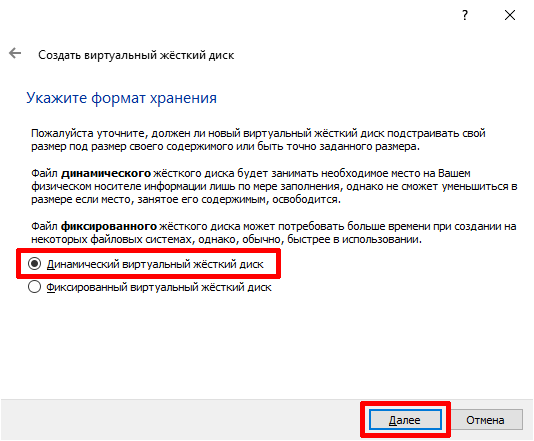 ?
Создать виртуальный жёсткий диск
Укажите формат хранения
Пожалуйста уточните, должен ли новый виртуальный жёсткий диск подстраивать свой
размер под размер своего содержимого или быть точно заданного размера.
Файл динамического жёсткого диска будет занимать необходимое место на Вашем
физическом носителе информации лишь по мере заполнения, однако не сможет уменьшиться в
размере если место, занятое его содержимым, освободится.
Файл фиксированного жёсткого диска может потребовать больше времени при создании на
некоторых файловых системах, однако, обычно, быстрее в использовании.
Динамический виртуальный жёсткий диск
Фиксированный виртуальный жёсткий диск
Далее Отмена